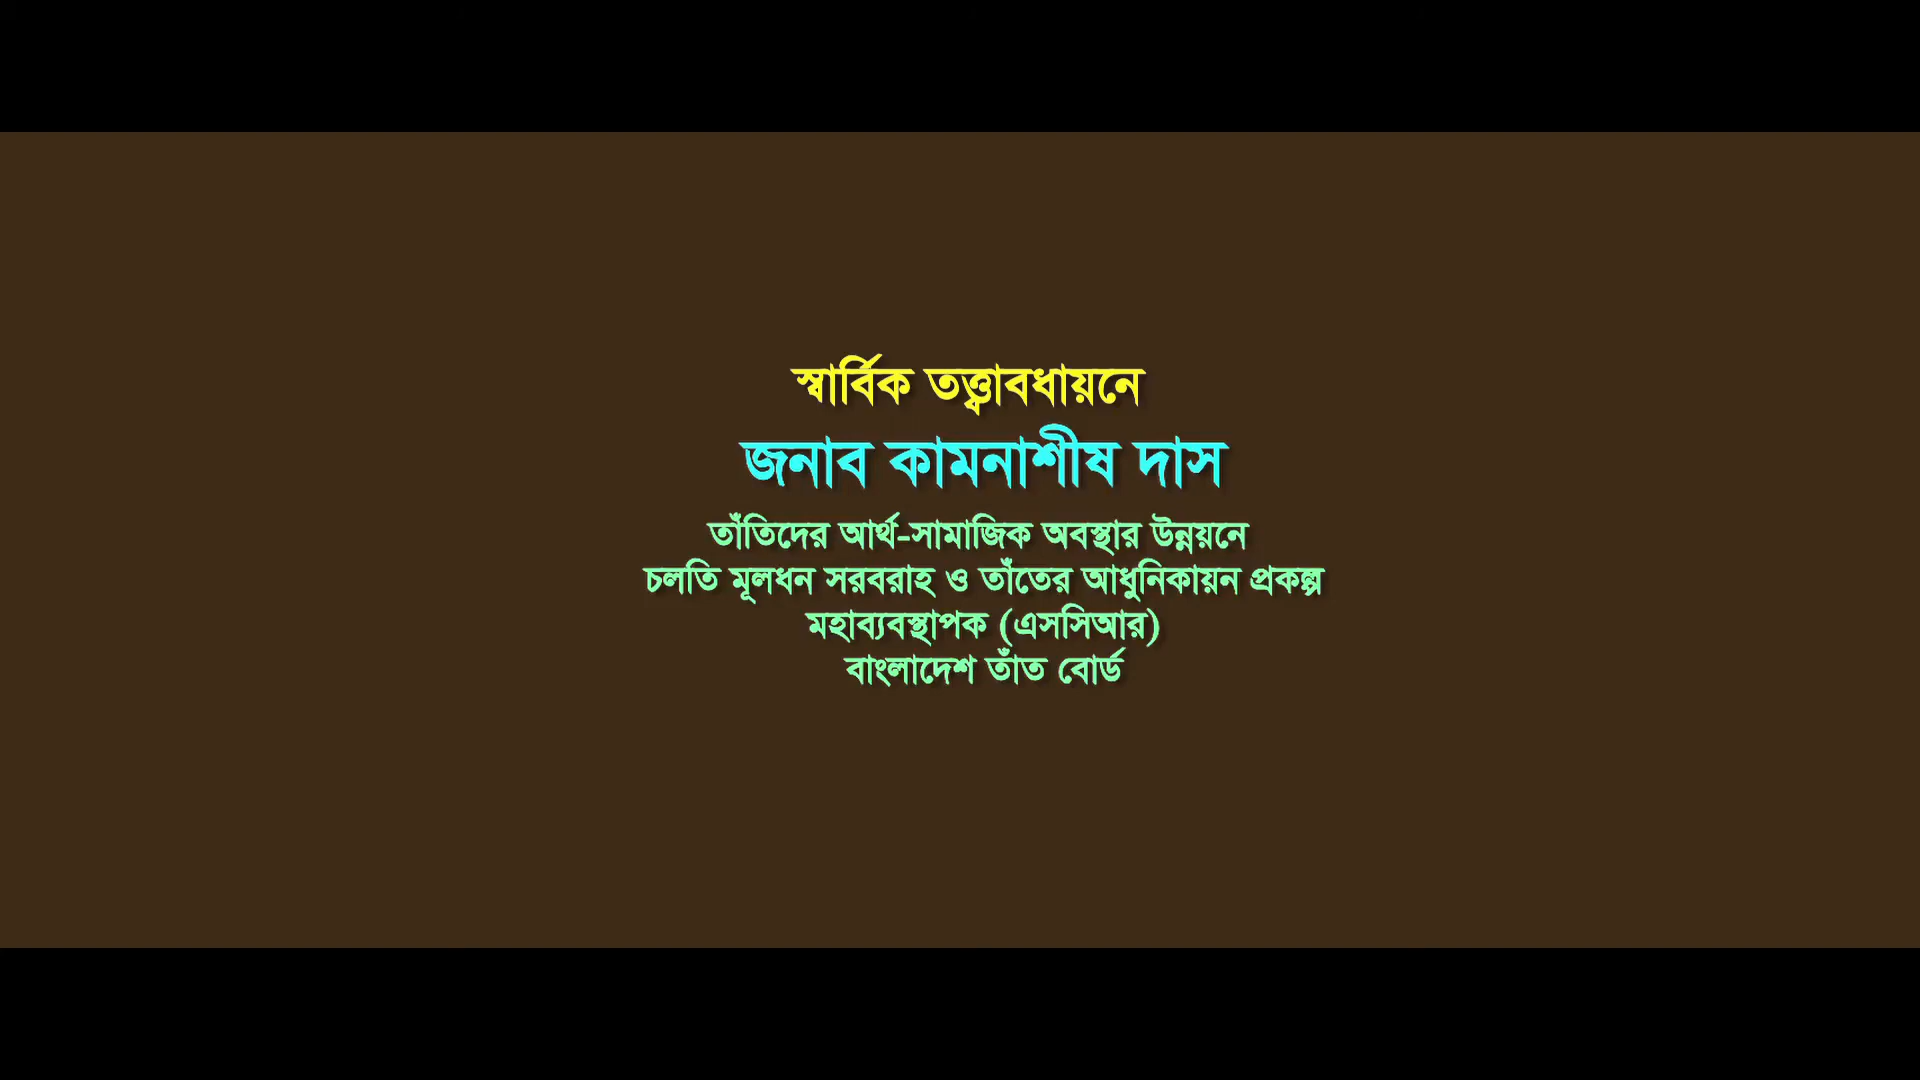 স্বার্বিক তত্ত্বাবধায়নে
জনাব কামনাশীষ দাস
তাঁতিদের আর্থ-সামাজিক অবস্থার উন্নয়নে
চলতি মূলধন সরবরাহ ও তাঁতের আধুনিকায়ন প্রকল্প
মহাব্যবস্থাপক (এসসিআর)
বাংলাদেশ তাঁত বোর্ড